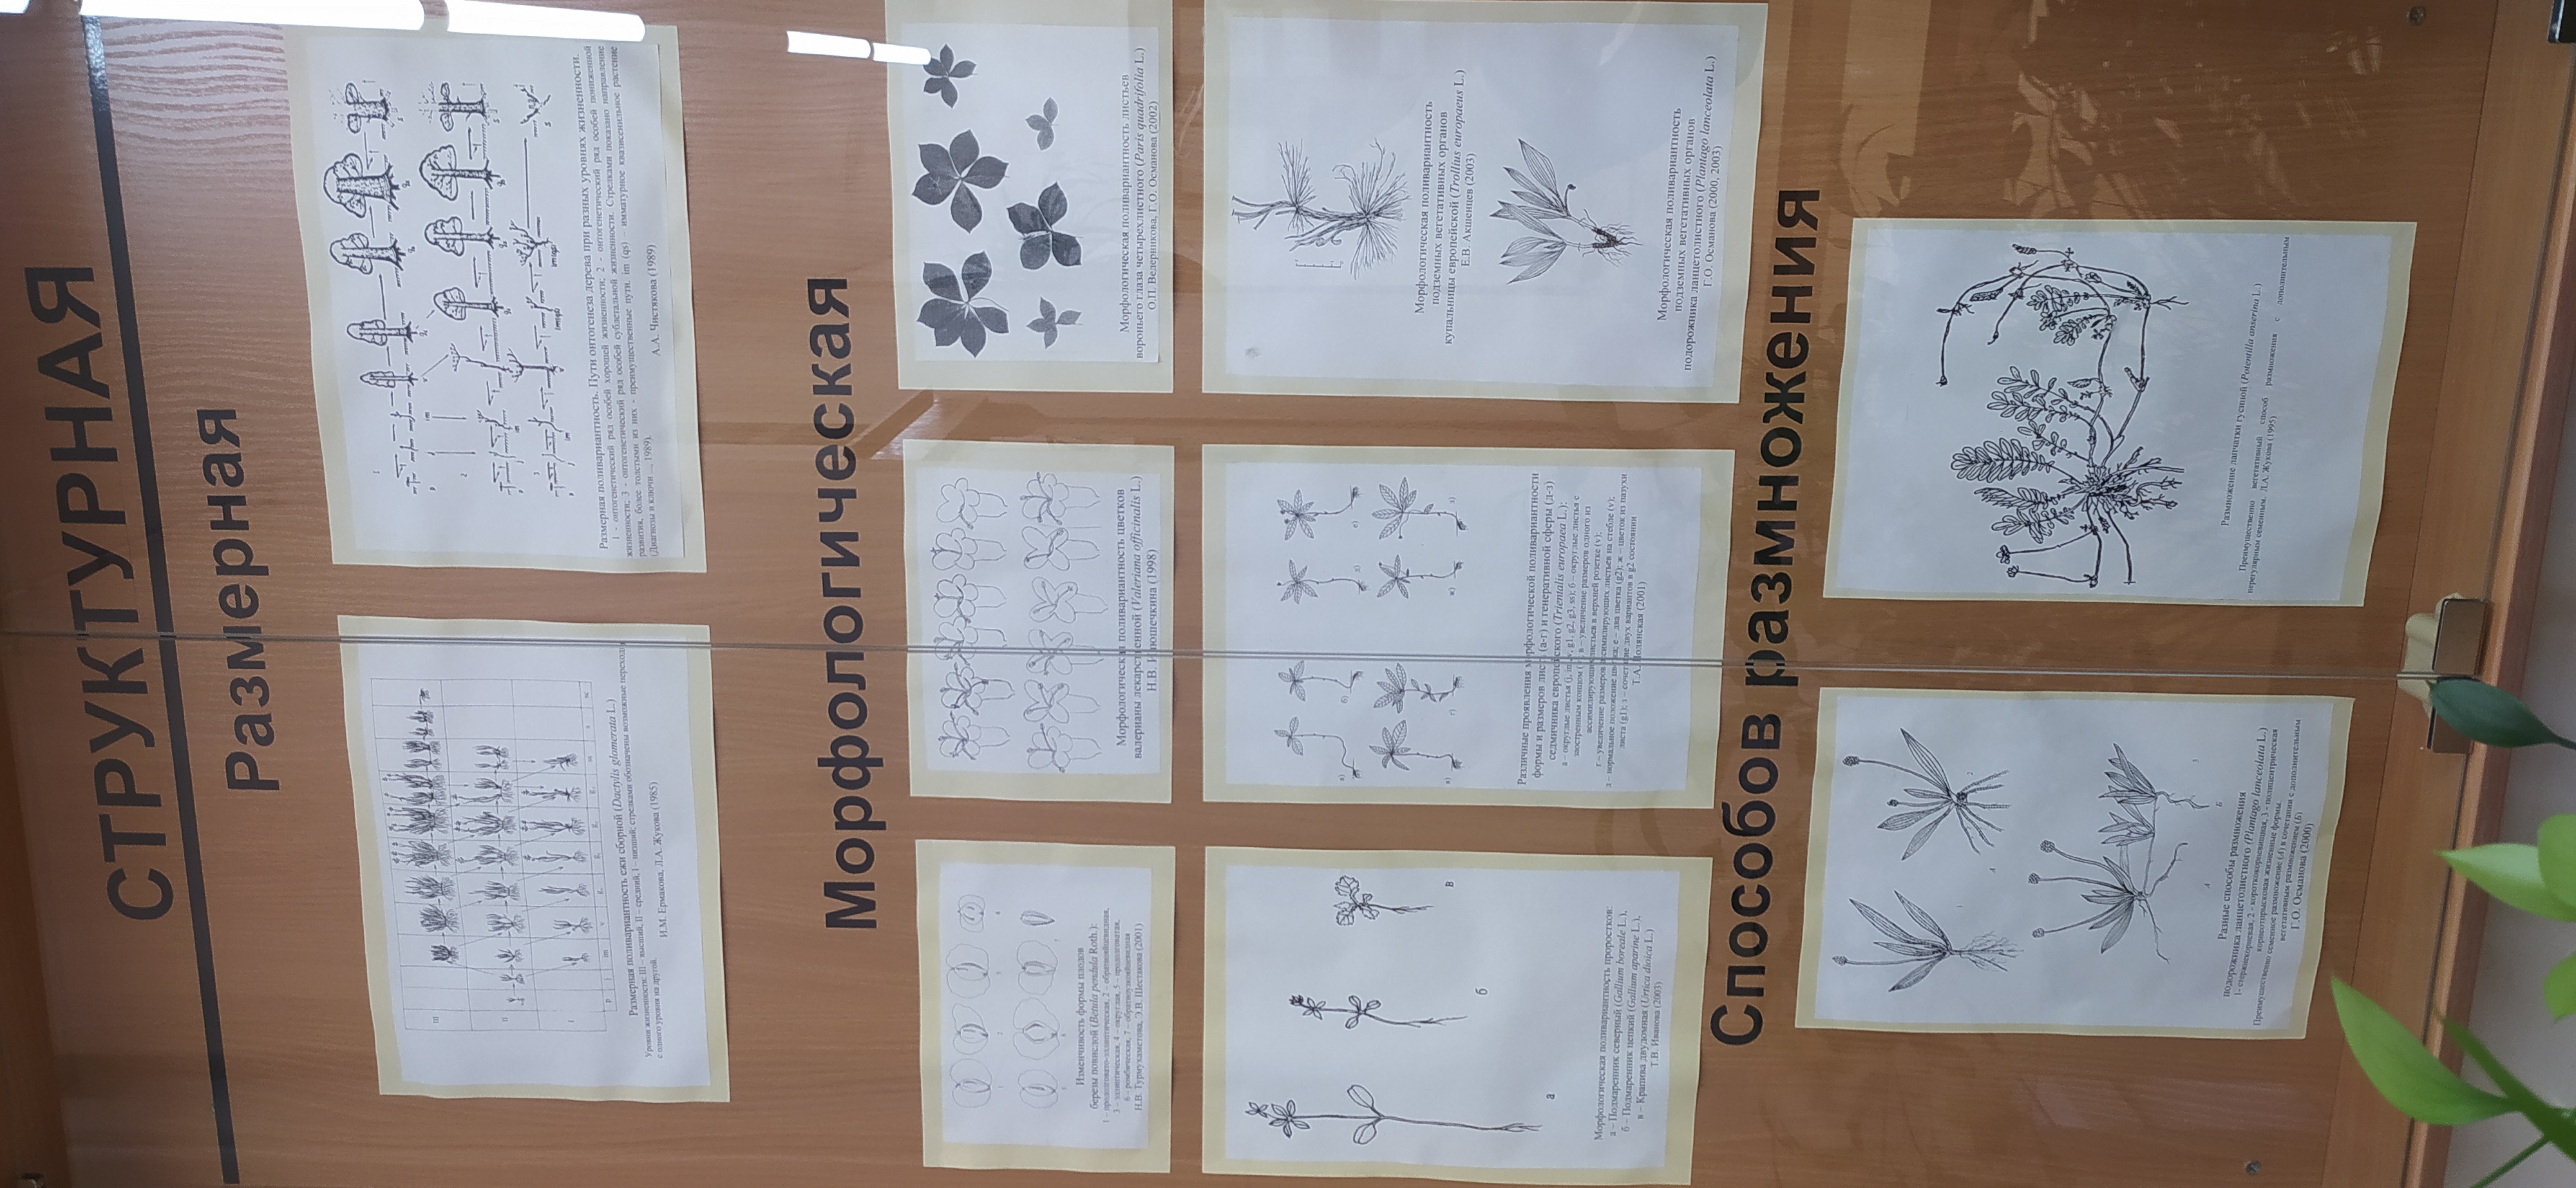 СТРУКТУРНАЯ
Размерная
III
II
I
p j im v g₁ g₂ g₃ ss s sc
Размерная поливариантность ежи сборной (Dactylis glomerata L.)
Уровни жизненности: III – высший, II – средний, I – низший; стрелками обозначены возможные переходы
с одного уровня на другой.
И.М. Ермакова, Л.А. Жукова (1985)
1
2
3
Размерная поливариантность. Пути онтогенеза дерева при разных уровнях жизненности.
1 - онтогенетический ряд особей хорошей жизненности; 2 - онтогенетический ряд особей пониженной
жизненности; 3 - онтогенетический ряд особей сублетальной жизненности. Стрелками показано направление
развития, более толстыми из них - преимущественные пути. im (qs) – имматурное квазисенильное растение
(Диагнозы и ключи ..., 1989).
А.А. Чистякова (1989)
Морфологическая
1 2 3 4
5 6 7
Изменчивость формы плодов
березы повислой (Betula pendula Roth.):
1 – продолговато-эллиптическая, 2 – обратнояйцевидная,
3 – эллиптическая, 4 – округлая, 5 – продолговатая,
6 – ромбическая, 7 – обратноузкояйцевидная
Н.В. Турмухаметова, Э.В. Шестакова (2001)
Морфологическая поливариантность цветков
валерианы лекарственной (Valeriana officinalis L.)
Н.В. Илюшечкина (1998)
Морфологическая поливариантность листьев
вороньего глаза четырехлистного (Paris quadrifolia L.)
О.П. Ведерникова, Г.О. Османова (2002)
а
б
в
Морфологическая поливариантность проростков:
а – Подмаренник северный (Gallium boreale L.),
б – Подмаренник цепкий (Gallium aparine L.),
в – Крапива двудомная (Urtica dioica L.)
Т.В. Иванова (2003)
а) б) д) е)
в) г) ж) з)
Различные проявления морфологической поливариантности
формы и размеров листа (а-г) и генеративной сферы (д-з)
седмичника европейского (Trientalis europaea L.):
а – округлые листья (j, im, v, g1, g2, g3, ss); б – округлые листья с
заостренным концом (v), в – увеличение размеров одного из
ассимилирующих листьев в верхней розетке (v);
г – увеличение размеров ассимилирующих листьев на стебле (v);
д – нормальное положение цветка; е – два цветка (g2); ж – цветок из пазухи
листа (g1); з – сочетание двух вариантов в g2 состоянии
Т.А. Полянская (2001)
Морфологическая поливариантность
подземных вегетативных органов
купальницы европейской (Trollius europaeus L.)
Е.В. Акшенцев (2003)
Морфологическая поливариантность
подземных вегетативных органов
подорожника ланцетолистного (Plantago lanceolata L.)
Г.О. Османова (2000, 2003)
Способов размножения
1
А
2
А
Б
3
Разные способы размножения
подорожника ланцетолистного (Plantago lanceolata L.)
1- стержнекорневая, 2 - короткокорневищная, 3 - полицентрическая
корнеотпрысковая жизненные формы.
Преимущественно семенное размножение (А) в сочетании с дополнительным
вегетативным размножением (Б)
Г.О. Османова (2000)
Размножение лапчатки гусиной (Potentilla anserina L.)
Преимущественно вегетативный способ размножения с дополнительным
нерегулярным семенным. Л.А. Жукова (1995)